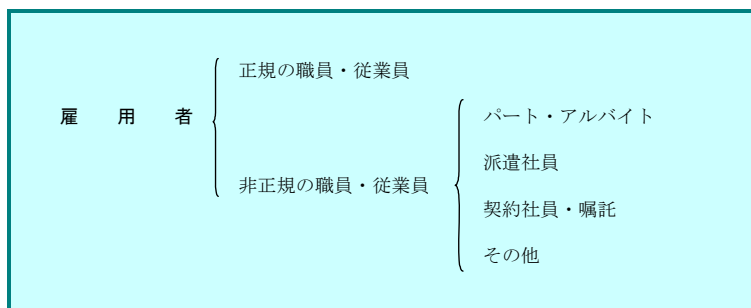 正規の職員・従業員
雇用者
パート・アルバイト
派遣社員
非正規の職員・従業員
契約社員・嘱託
その他